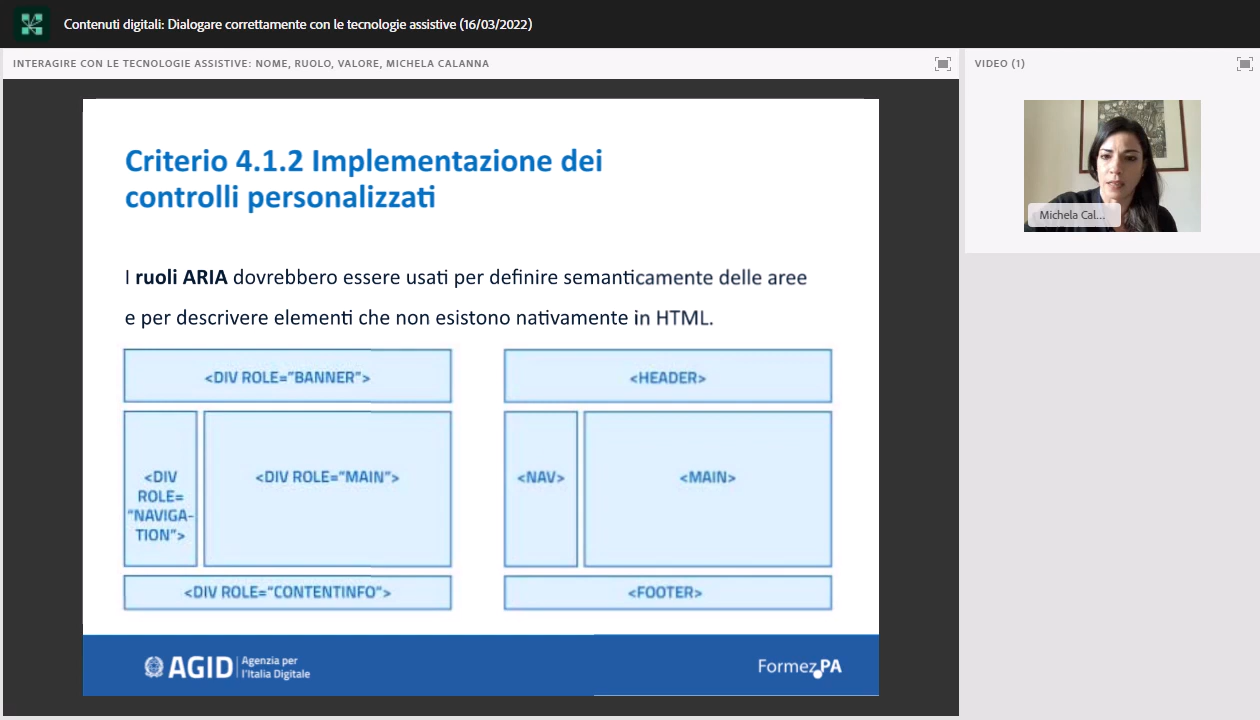 Contenuti digitali: Dialogare correttamente con le tecnologie assistive (16/03/2022)
INTERAGIRE CON LE TECNOLOGIE ASSISTIVE: NOME, RUOLO, VALORE, MICHELA CALANNA
VIDEO (1)
Criterio 4.1.2 Implementazione dei
controlli personalizzati
I ruoli ARIA dovrebbero essere usati per definire semanticamente delle aree
e per descrivere elementi che non esistono nativamente in HTML.
<DIV ROLE="BANNER">
<DIV
ROLE=
"NAVIGA-
TION">
<DIV ROLE="MAIN">
<DIV ROLE="CONTENTINFO">
<HEADER>
<NAV>
<MAIN>
<FOOTER>
AGID
Agenzia per
l'Italia Digitale
FormezPA
Michela Cal...